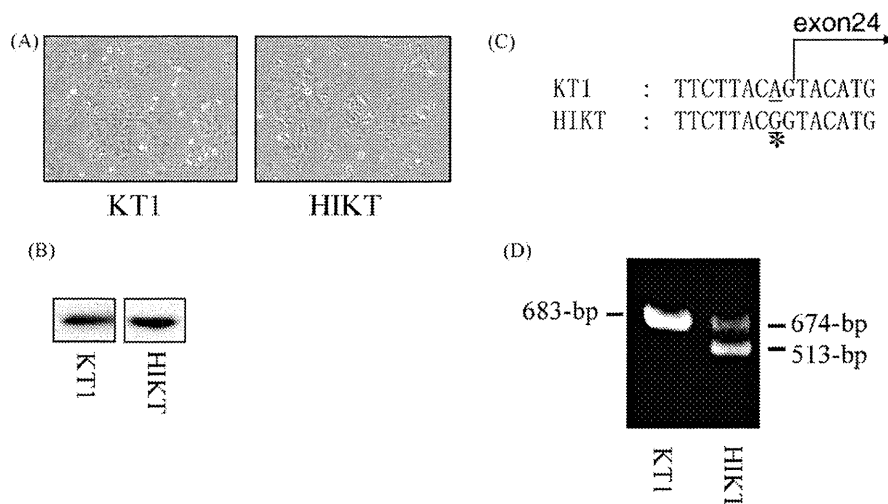 (A)
KT1
HIKT
(B)
KT1
HIKT
(C)
exon24
KT1 : TTCTTACAGTACATG
HIKT : TTCTTACGGTACATG
*
(D)
683-bp
674-bp
513-bp
KT1
HIKT